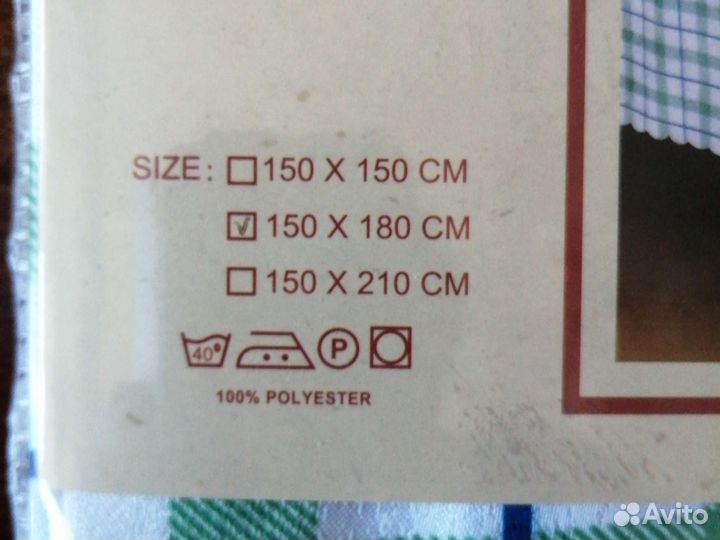 SIZE: 150 X 150 CM
150 X 180 CM
150 X 210 CM
40° P
100% POLYESTER
Avito